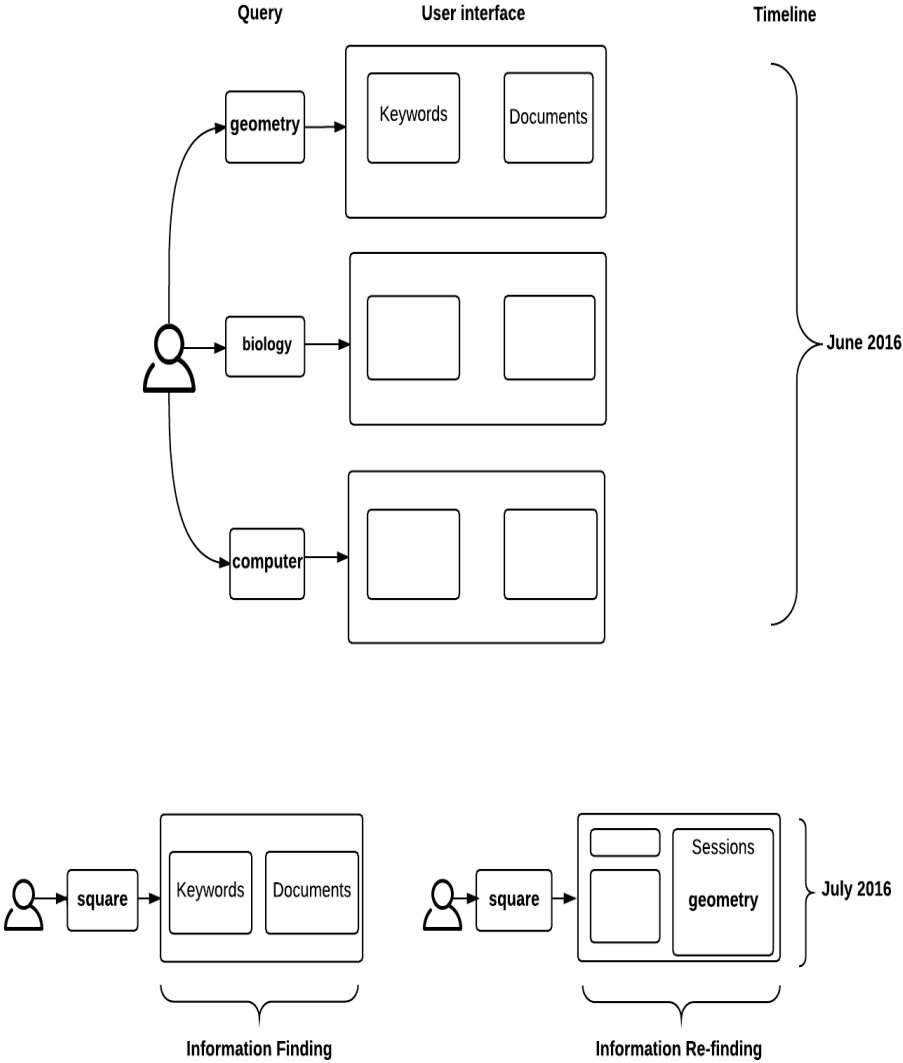 Query
User interface
Timeline
geometry
Keywords
Documents
biology
June 2016
computer
square
Keywords
Documents
square
Sessions
geometry
July 2016
Information Finding
Information Re-finding